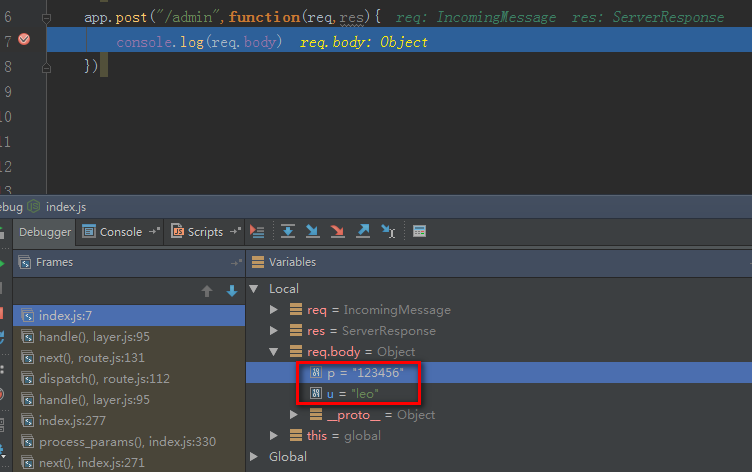 6 app.post("/admin",function(req,res){ req: IncomingMessage res: ServerResponse
7 console.log(req.body) req.body: Object
8 })
9
10
11
12
13
ebug index.js
Debugger Console Scripts
Frames
index.js:7
handle(), layer.js:95
next(), route.js:131
dispatch(), route.js:112
handle(), layer.js:95
index.js:277
process_params(), index.330
next(), index.js:271
Variables
Local
req = IncomingMessage
res = ServerResponse
req.body = Object
p = "123456"
u = "leo"
__proto__ = Object
this = global
Global